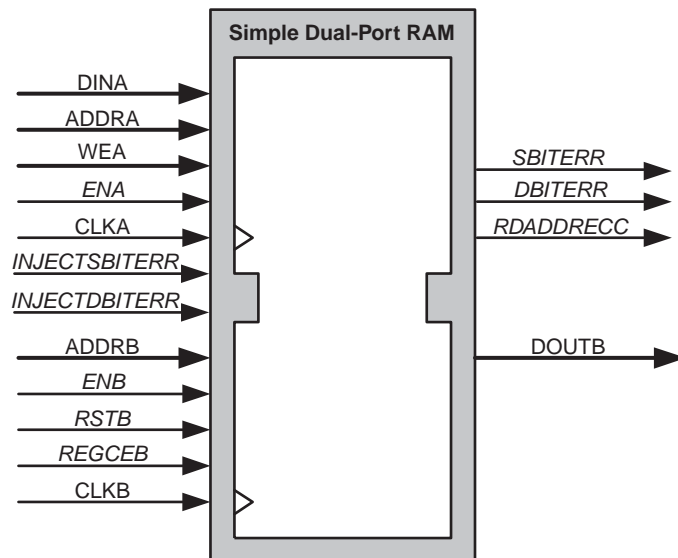 Simple Dual-Port RAM
DINA
ADDRA
WEA
ENA
CLKA
INJECTSBITERR
INJECTDBITERR
ADDRB
ENB
RSTB
REGCEB
CLKB
SBITERR
DBITERR
RDADDRECC
DOUTB